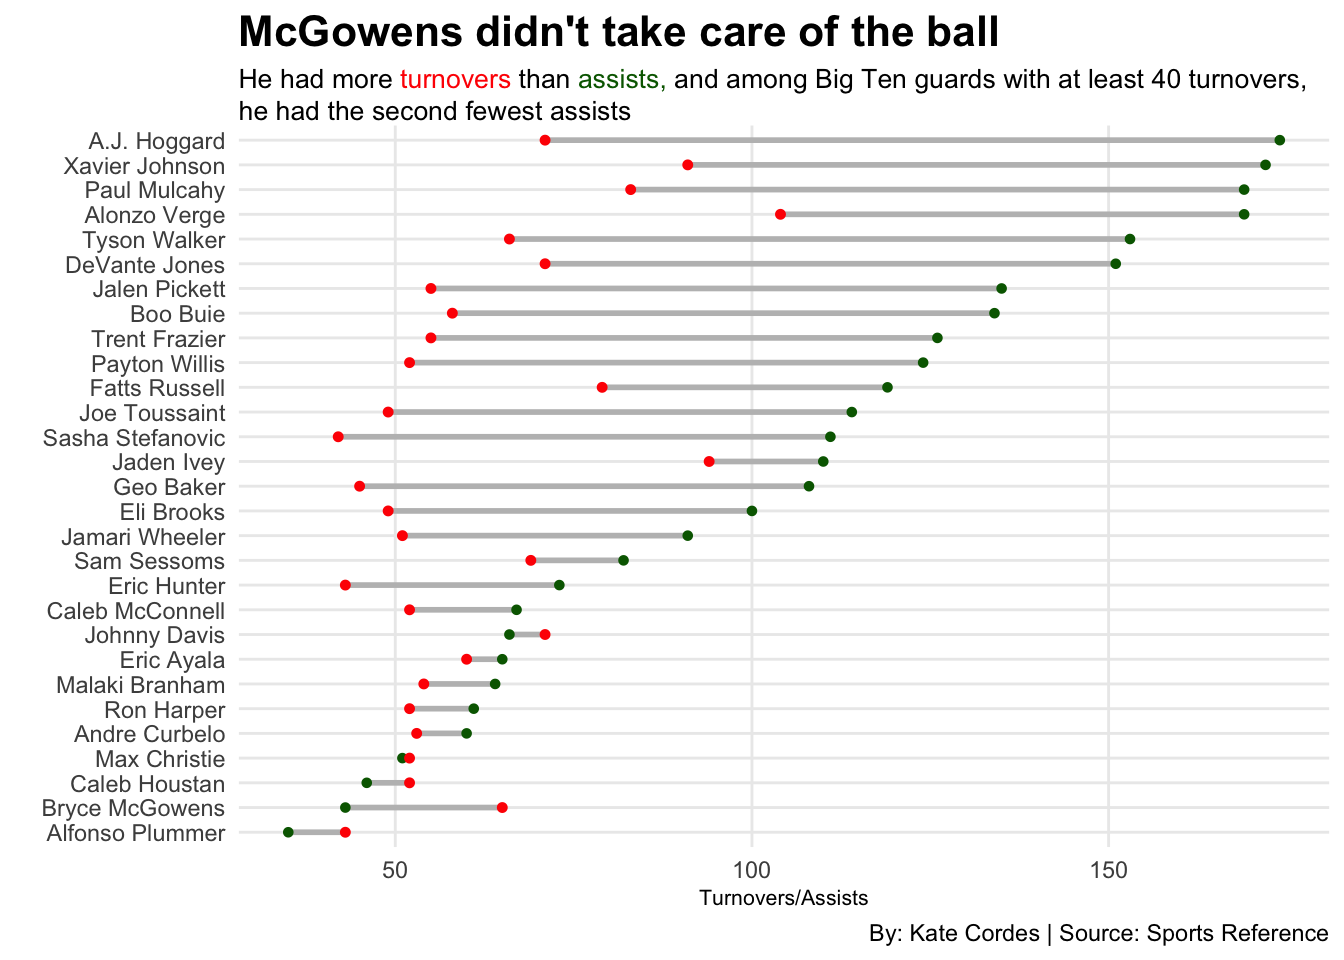 McGowens didn't take care of the ball
He had more turnovers than assists, and among Big Ten guards with at least 40 turnovers,
he had the second fewest assists
A.J. Hoggard
Xavier Johnson
Paul Mulcahy
Alonzo Verge
Tyson Walker
DeVante Jones
Jalen Pickett
Boo Buie
Trent Frazier
Payton Willis
Fatts Russell
Joe Toussaint
Sasha Stefanovic
Jaden Ivey
Geo Baker
Eli Brooks
Jamari Wheeler
Sam Sessoms
Eric Hunter
Caleb McConnell
Johnny Davis
Eric Ayala
Malaki Branham
Ron Harper
Andre Curbelo
Max Christie
Caleb Houstan
Bryce McGowens
Alfonso Plummer
50 100 150
Turnovers/Assists
By: Kate Cordes | Source: Sports Reference